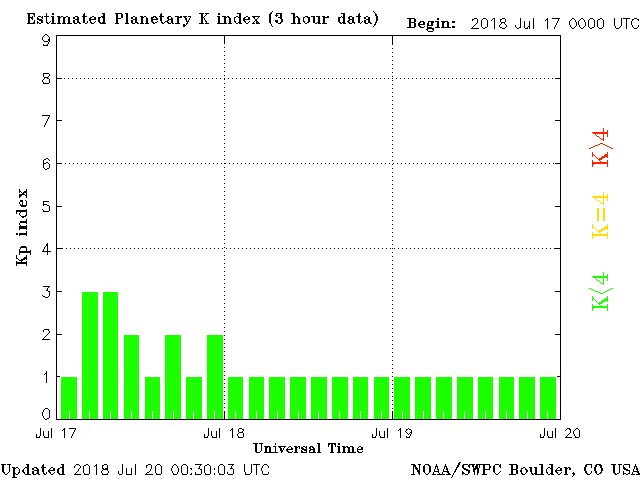 Estimated Planetary K index (3 hour data) Begin: 2018 Jul 17 0000 UTC
9
8
7
6
5
4
3
2
1
0
Kp index
K>4
K=4
K<4
Jul 17 Jul 18 Jul 19 Jul 20
Universal Time
Updated 2018 Jul 20 00:30:03 UTC NOAA/SWPC Boulder, CO USA